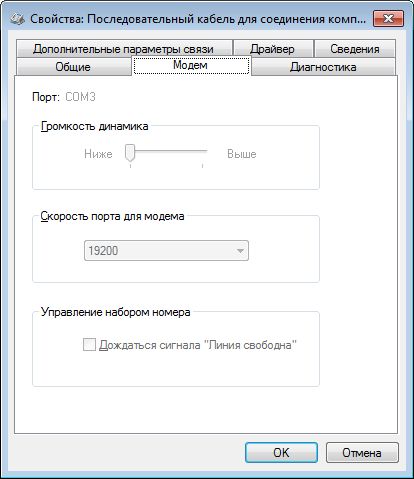 Свойства: Последовательный кабель для соединения комп...
Дополнительные параметры связи Драйвер Сведения
Общие Модем Диагностика
Порт: COM3
Громкость динамика
Ниже Выше
Скорость порта для модема
19200
Управление набором номера
Дождаться сигнала "Линия свободна"
OK Отмена